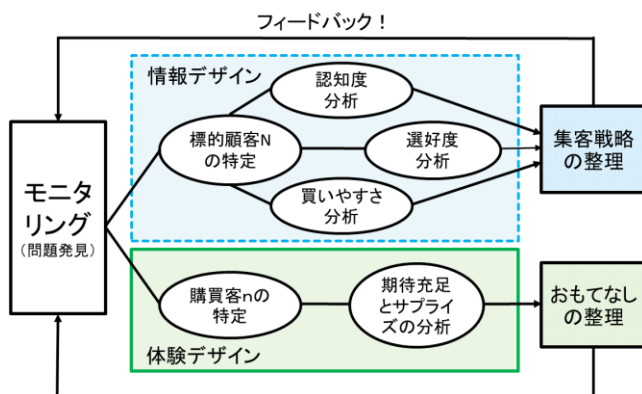 フィードバック！
情報デザイン
認知度
分析
標的顧客N
の特定
選好度
分析
買いやすさ
分析
集客戦略
の整理
モニタ
リング
（問題発見）
購買客nの
特定
期待充足
とサプライ
ズの分析
おもてなし
の整理
体験デザイン